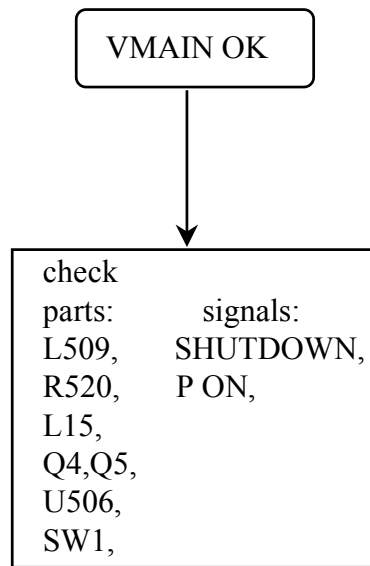 VMAIN OK
check
parts: signals:
L509, SHUTDOWN,
R520, P ON,
L15,
Q4,Q5,
U506,
SW1,